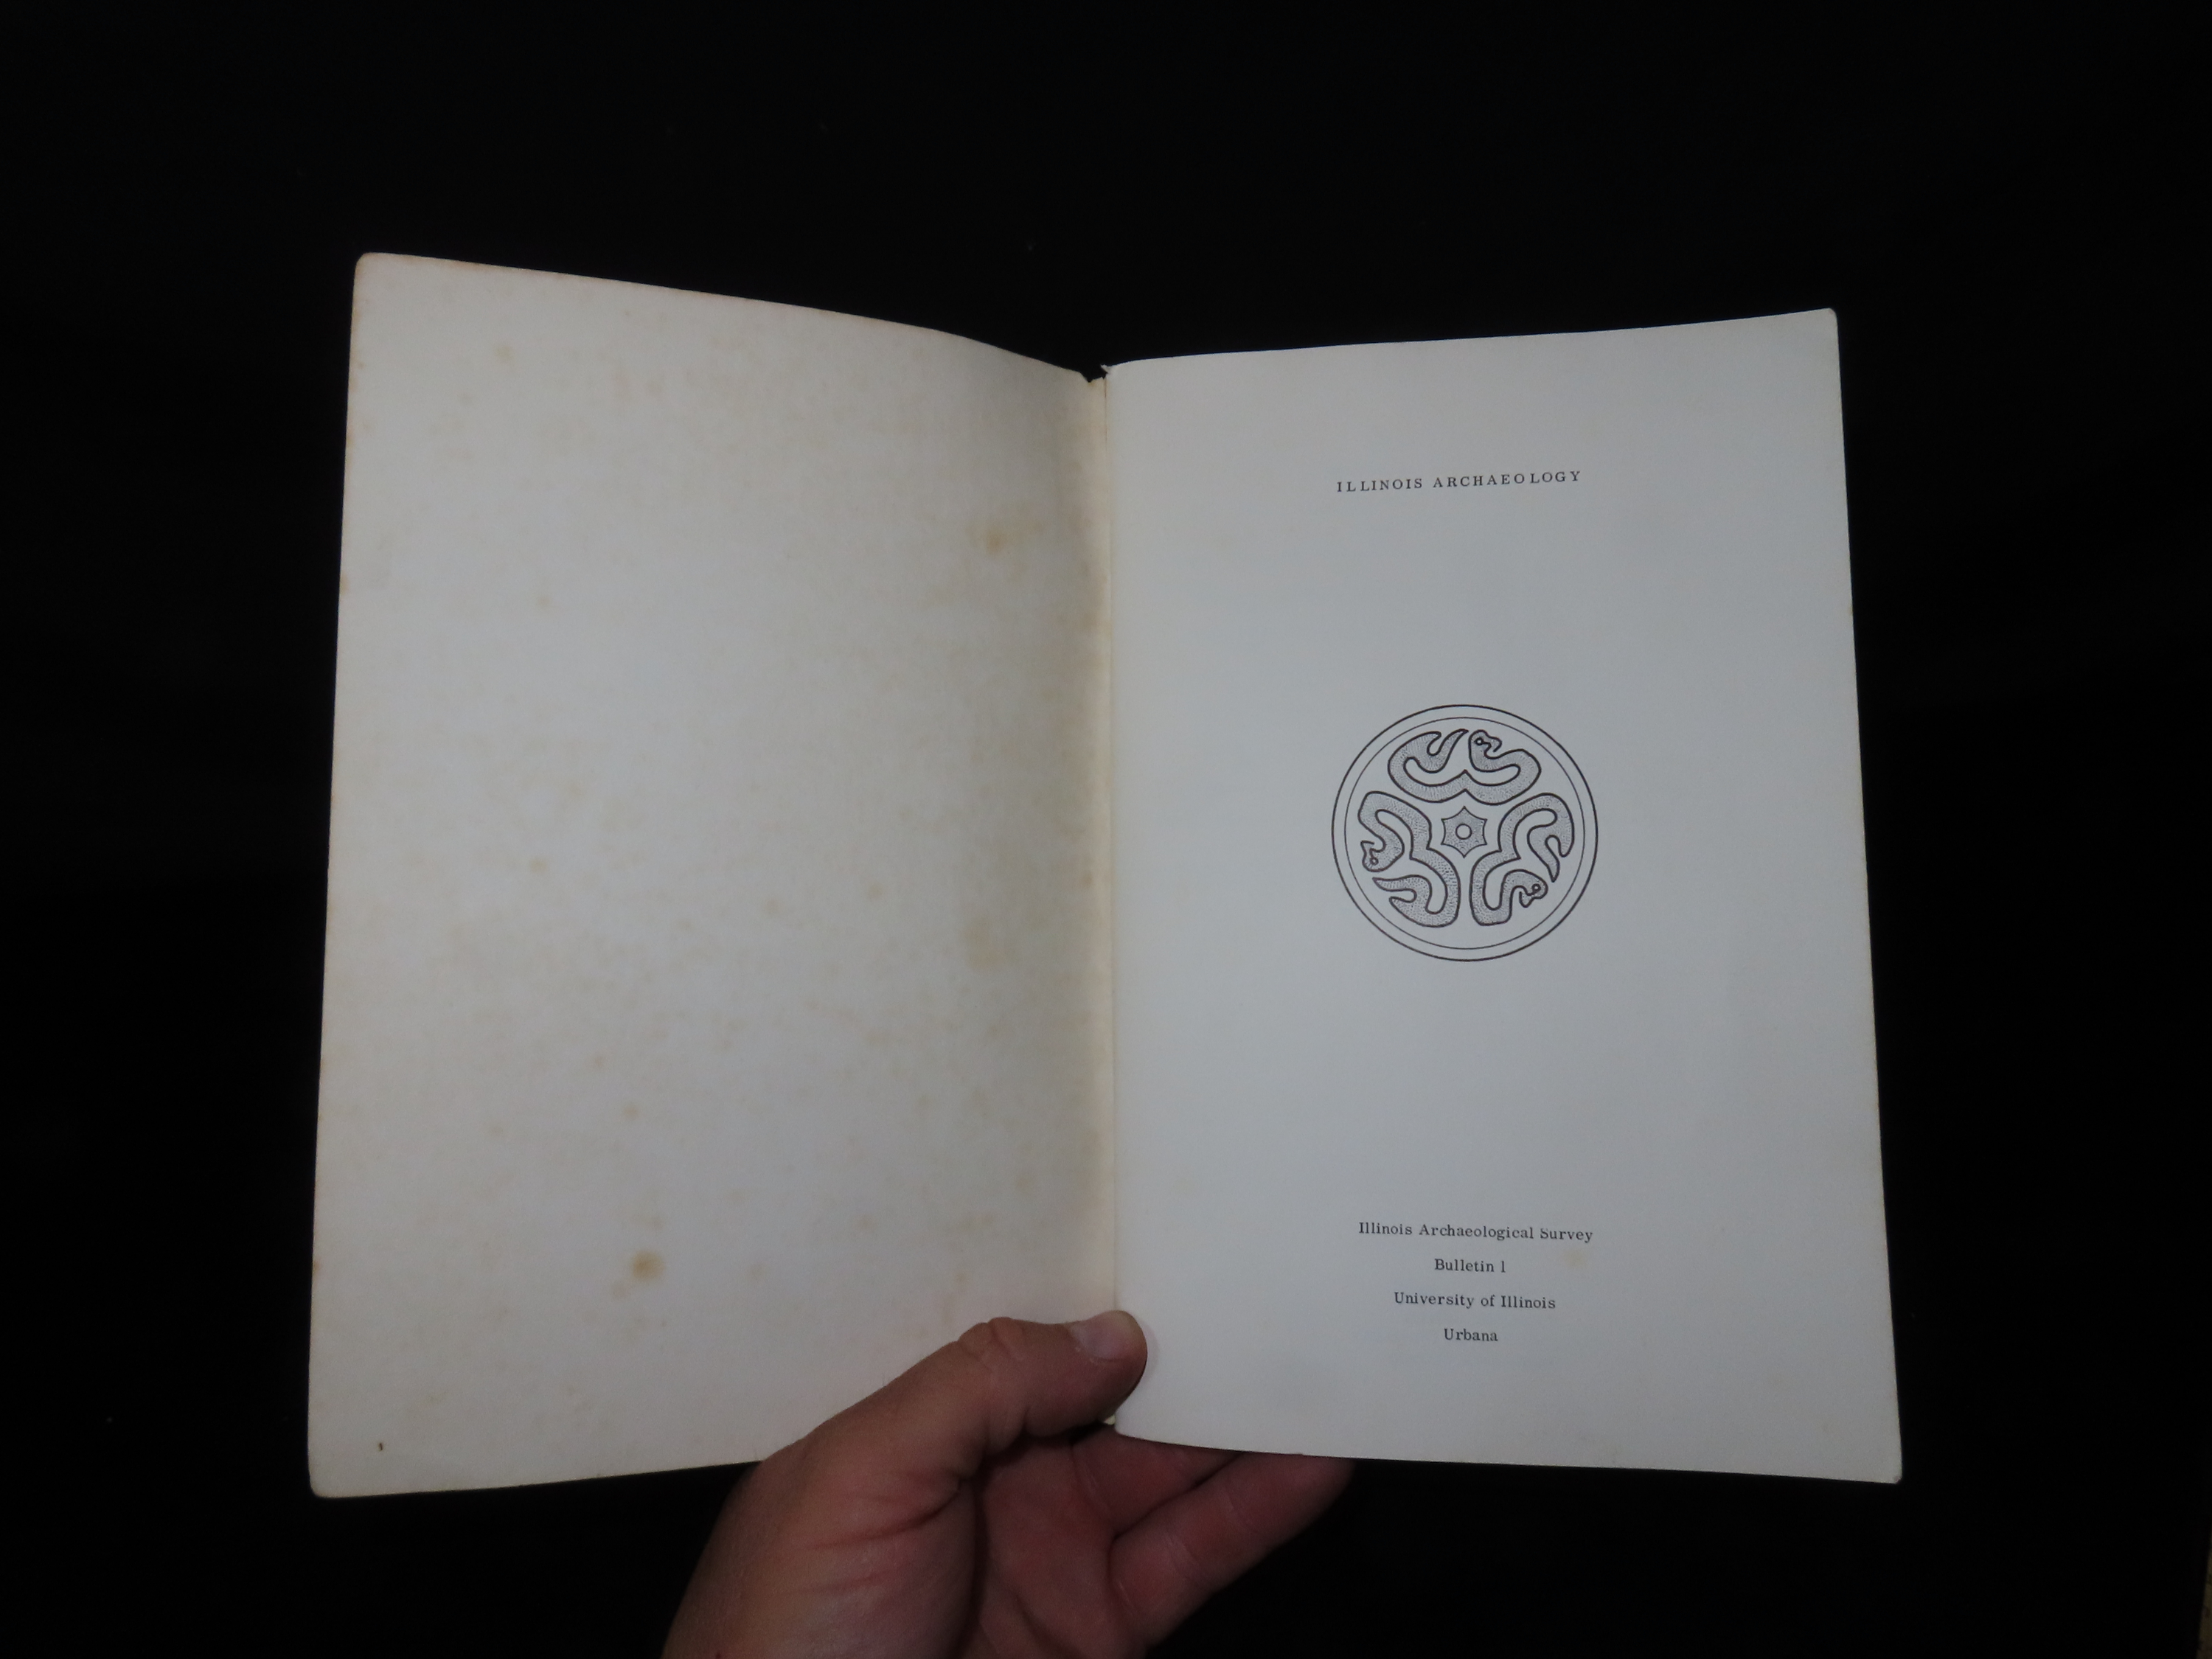 ILLINOIS ARCHAEOLOGY
Illinois Archaeological Survey
Bulletin 1
University of Illinois
Urbana